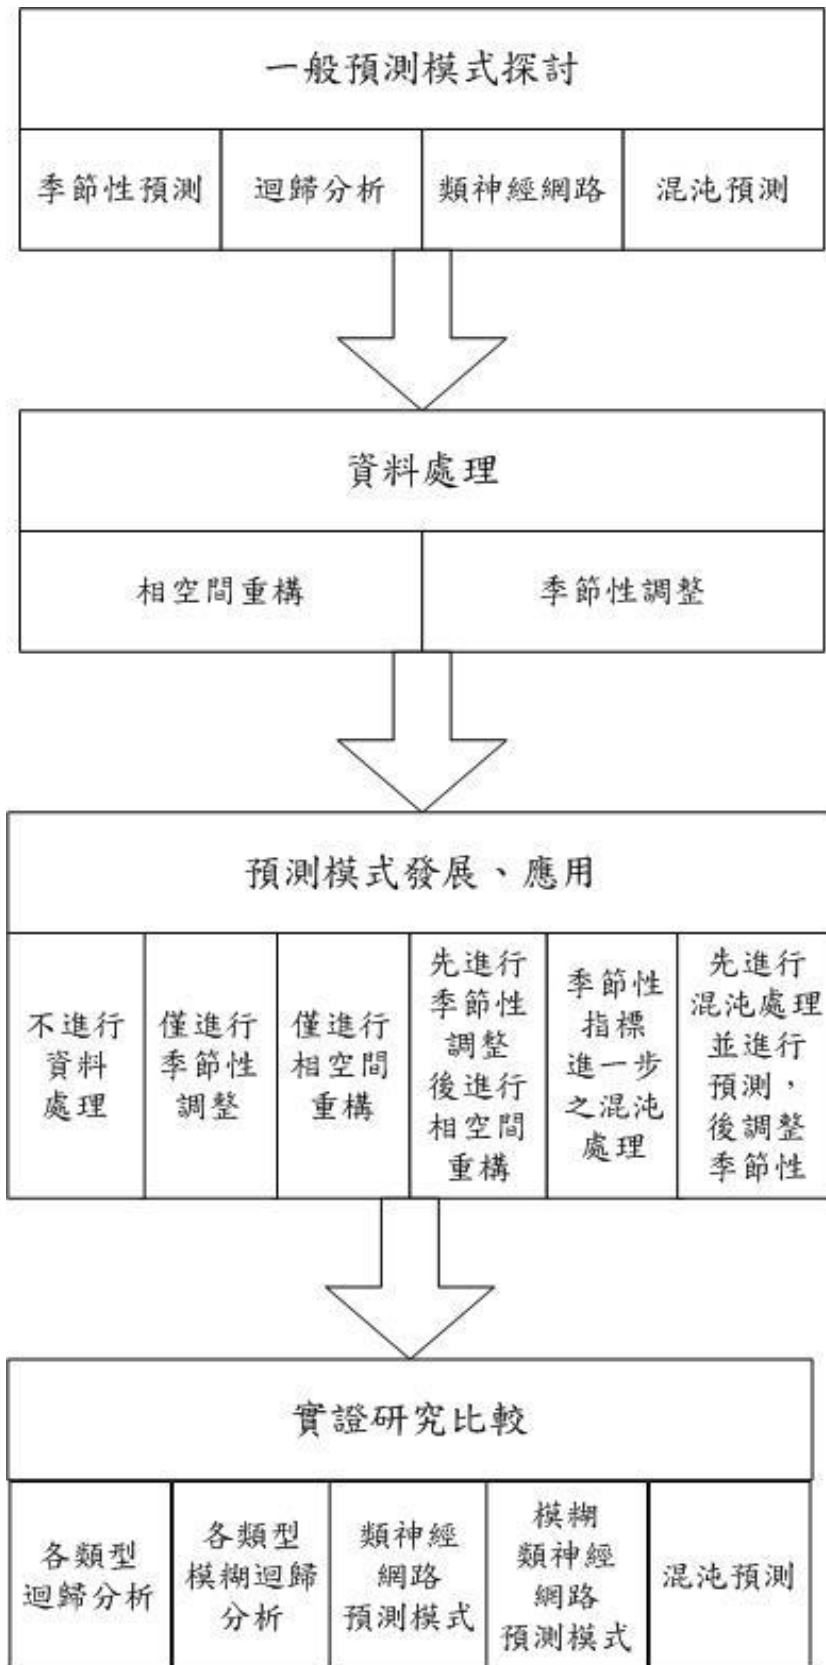 一般預測模式探討
季節性預測
迴歸分析
類神經網路
混沌預測
資料處理
相空間重構
季節性調整
預測模式發展、應用
不進行
資料
處理
僅進行
季節性
調整
僅進行
相空間
重構
先進行
季節性
調整
後進行
相空間
重構
季節性
指標
進一步
之混沌
處理
先進行
混沌處理
並進行
預測，
後調整
季節性
實證研究比較
各類型
迴歸分析
各類型
模糊迴歸
分析
類神經
網路
預測模式
模糊
類神經
網路
預測模式
混沌預測